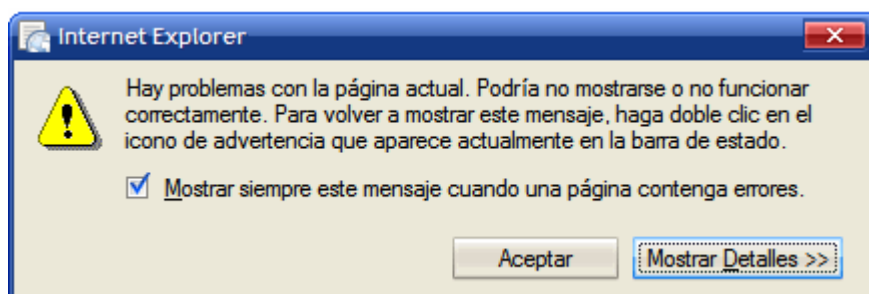 Internet Explorer
Hay problemas con la página actual. Podría no mostrarse o no funcionar
correctamente. Para volver a mostrar este mensaje, haga doble clic en el
icono de advertencia que aparece actualmente en la barra de estado.
Mostrar siempre este mensaje cuando una página contenga errores.
Aceptar Mostrar Detalles >>